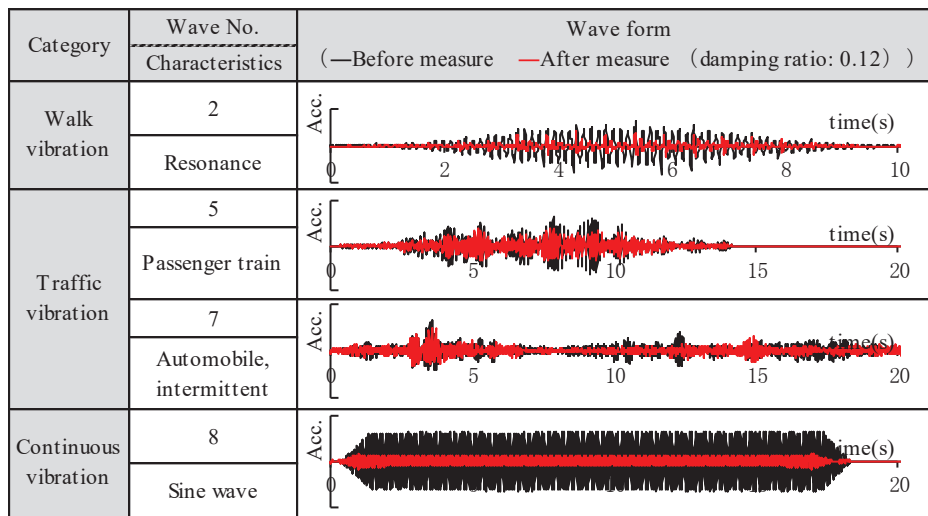 Category
Wave No.
Characteristics
Wave form
(—Before measure —After measure (damping ratio: 0.12) )
Walk
vibration
2
Resonance
Acc.
time(s)
0 2 4 6 8 10
Traffic
vibration
5
Passenger train
Acc.
time(s)
0 5 10 15 20
7
Automobile,
intermittent
Acc.
time(s)
0 5 10 15 20
Continuous
vibration
8
Sine wave
Acc.
ime(s)
0 20